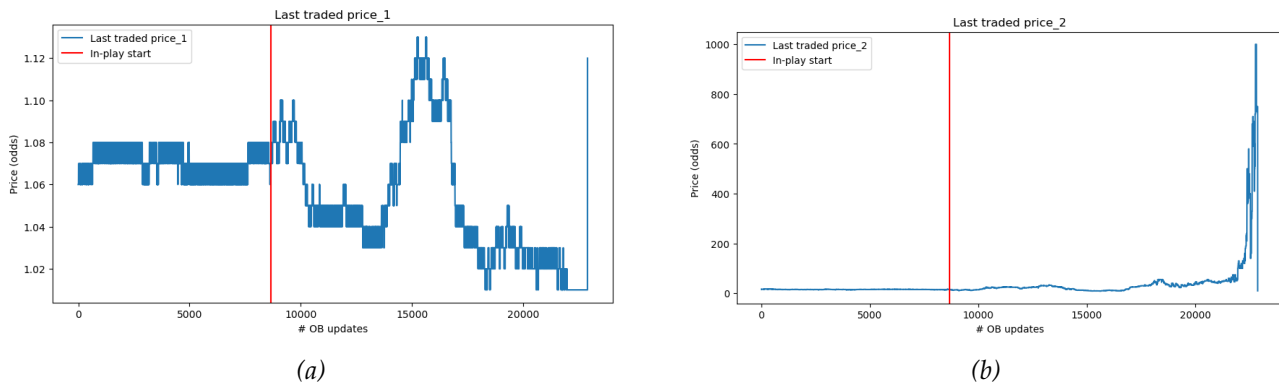 Last traded price_1
Last traded price_1
In-play start
Price (odds)
1.12
1.10
1.08
1.06
1.04
1.02
0
5000
10000
15000
20000
# OB updates
(a)
Last traded price_2
Last traded price_2
In-play start
Price (odds)
1000
800
600
400
200
0
0
5000
10000
15000
20000
# OB updates
(b)